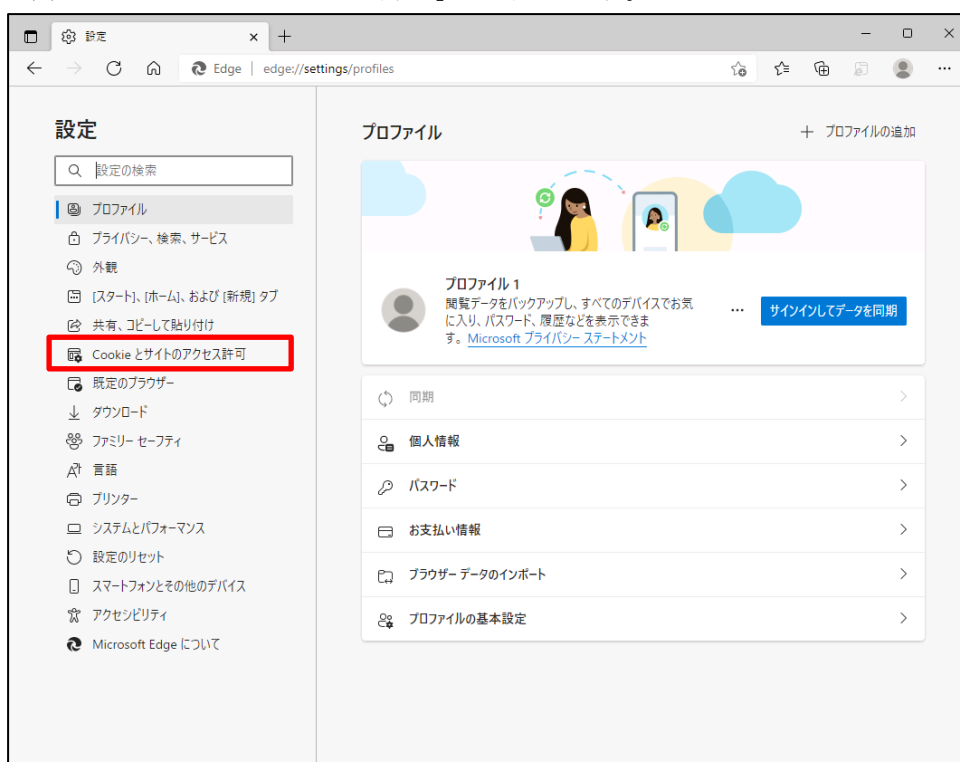 設定
Edge | edge://settings/profiles
設定
設定の検索
プロファイル
プライバシー、検索、サービス
外観
[スタート]、[ホーム]、および [新規] タブ
共有、コピーして貼り付け
Cookie とサイトのアクセス許可
既定のブラウザー
ダウンロード
ファミリー セーフティ
言語
プリンター
システムとパフォーマンス
設定のリセット
スマートフォンとその他のデバイス
アクセシビリティ
Microsoft Edge について
プロファイル
プロファイルの追加
プロファイル 1
閲覧データをバックアップし、すべてのデバイスでお気
に入り、パスワード、履歴などを表示できま
す。Microsoft プライバシー ステートメント
サインインしてデータを同期
同期
個人情報
パスワード
お支払い情報
ブラウザー データのインポート
プロファイルの基本設定